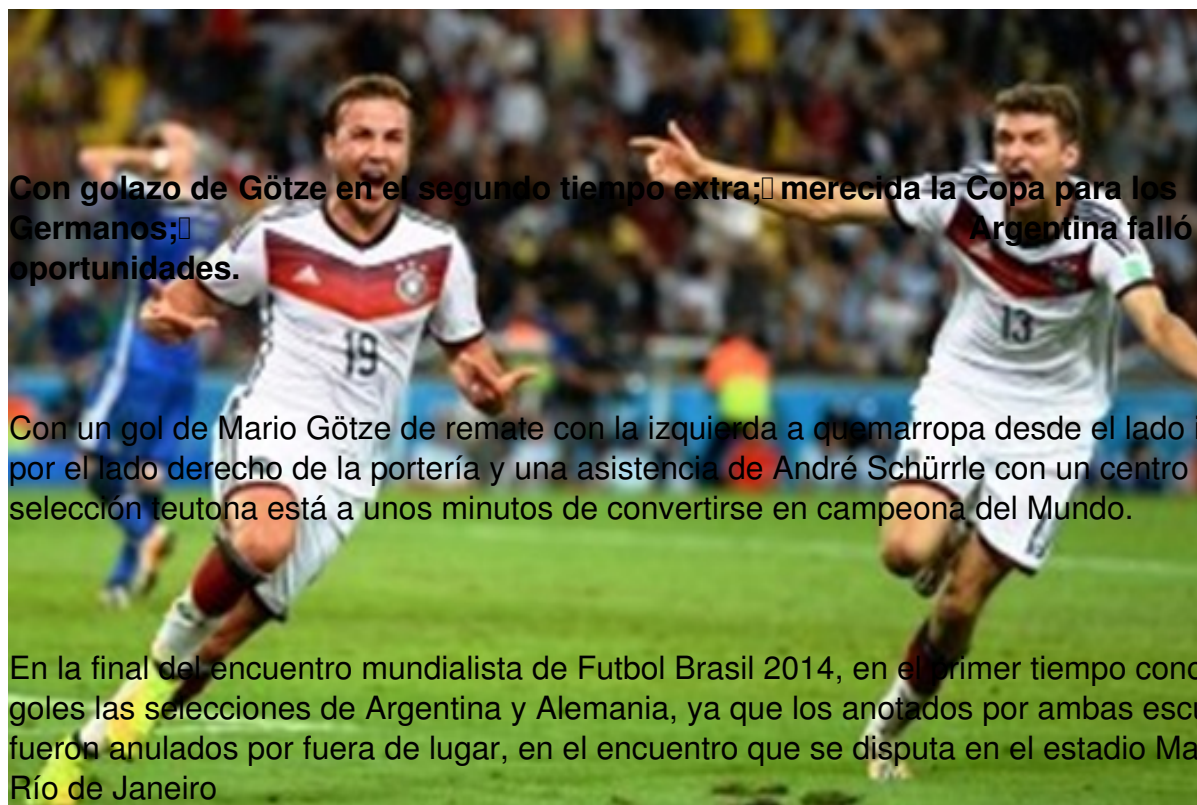 Con golazo de Götze en el segundo tiempo extra; merecida la Copa para los
Germanos; Argentina falló
oportunidades.
19
13
Con un gol de Mario Götze de remate con la izquierda a quemarropa desde el lado
por el lado derecho de la portería y una asistencia de André Schürrle con un centro
selección teutona está a unos minutos de convertirse en campeona del Mundo.
En la final del encuentro mundialista de Futbol Brasil 2014, en el primer tiempo
goles las selecciones de Argentina y Alemania, ya que los anotados por ambas
fueron anulados por fuera de lugar, en el encuentro que se disputa en el estadio
Río de Janeiro